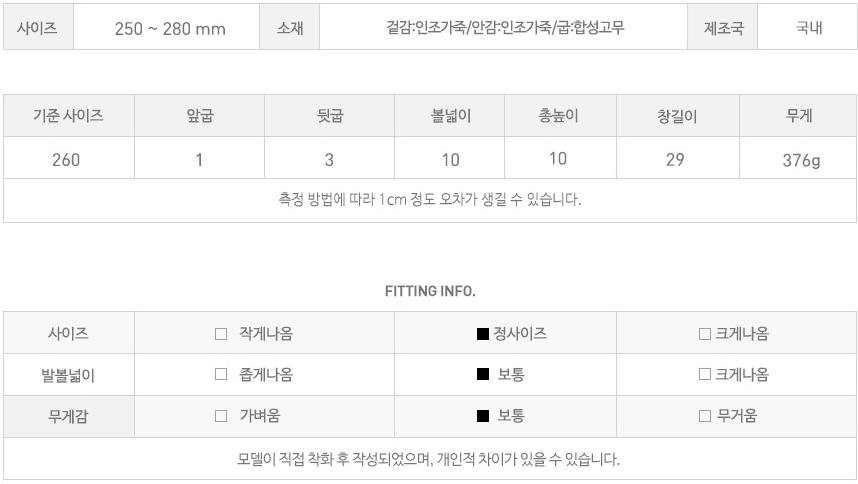 사이즈 250 ~ 280 mm 소재 겉감:인조가죽/안감:인조가죽/굽:합성고무 제조국 국내
기준 사이즈 앞굽 뒷굽 볼넓이 총높이 창길이 무게
260 1 3 10 10 29 376g
측정 방법에 따라 1cm 정도 오차가 생길 수 있습니다.
FITTING INFO.
사이즈 □ 작게나옴 ■ 정사이즈 □ 크게나옴
발볼넓이 □ 좁게나옴 ■ 보통 □ 크게나옴
무게감 □ 가벼움 ■ 보통 □ 무거움
모델이 직접 착화 후 작성되었으며, 개인적 차이가 있을 수 있습니다.